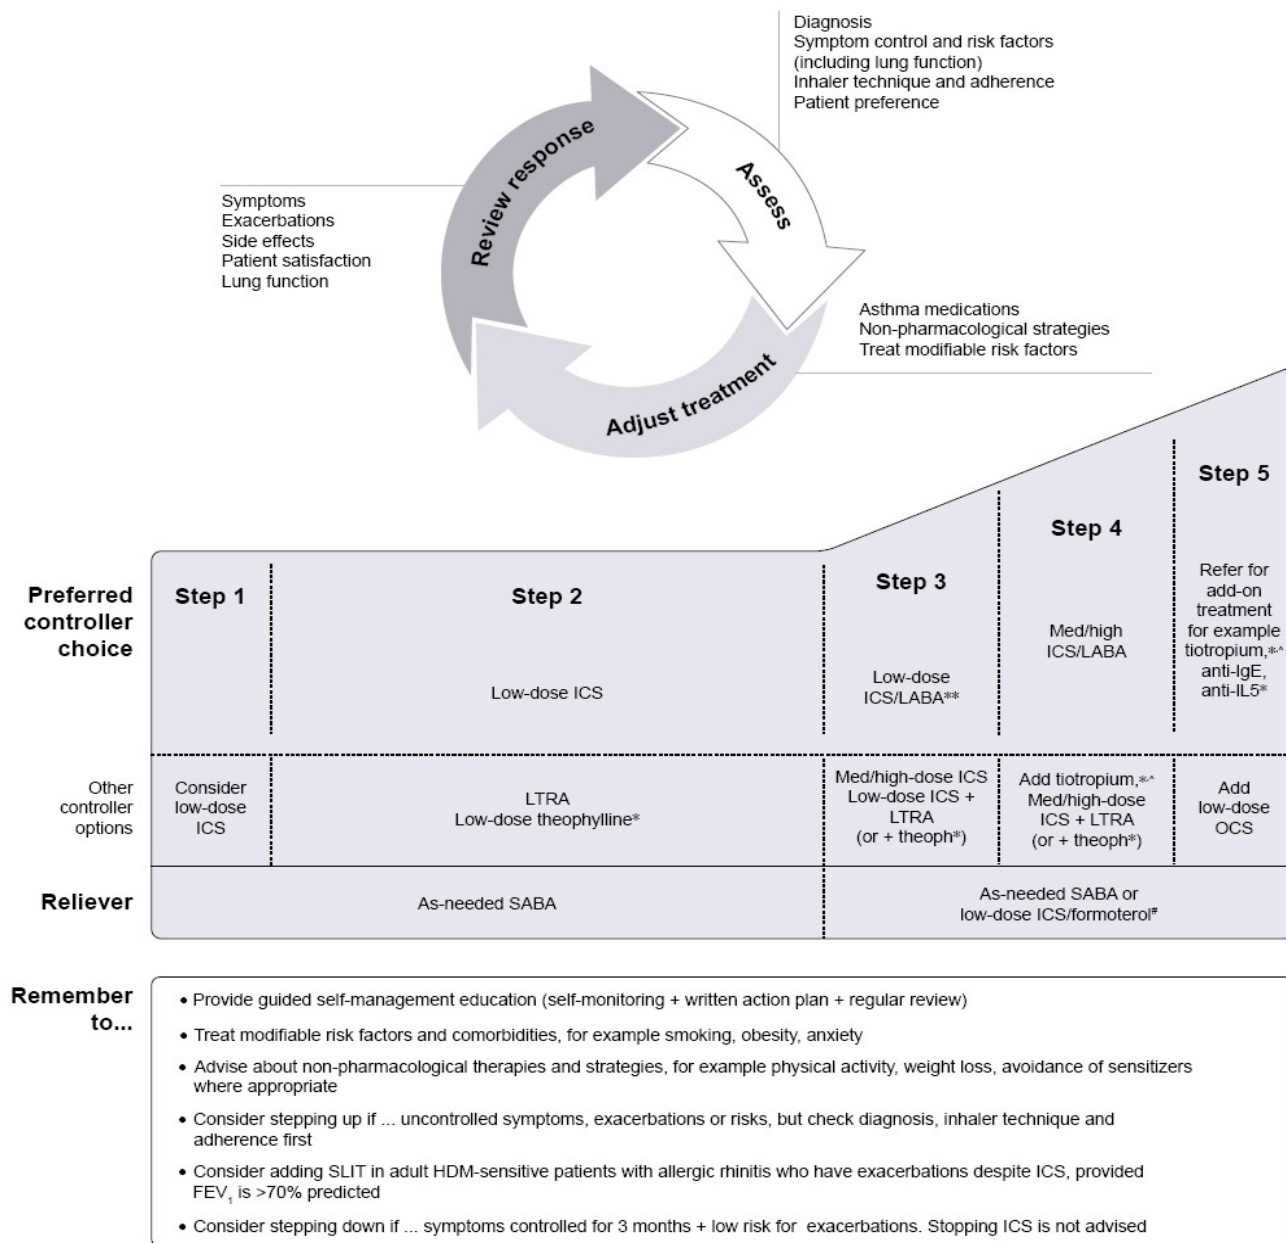 Diagnosis
Symptom control and risk factors
(including lung function)
Inhaler technique and adherence
Patient preference
Review response
Assess
Symptoms
Exacerbations
Side effects
Patient satisfaction
Lung function
Asthma medications
Non-pharmacological strategies
Treat modifiable risk factors
Adjust treatment
Preferred
controller
choice
Step 1
Step 2
Low-dose ICS
Step 3
Low-dose
ICS/LABA**
Step 4
Med/high
ICS/LABA
Step 5
Refer for
add-on
treatment
for example
tiotropium,*^
anti-IgE,
anti-IL5*
Other
controller
options
Consider
low-dose
ICS
LTRA
Low-dose theophylline*
Med/high-dose ICS
Low-dose ICS +
LTRA
(or + theoph*)
Add tiotropium,*^
Med/high-dose
ICS + LTRA
(or + theoph*)
Add
low-dose
OCS
Reliever
As-needed SABA
As-needed SABA or
low-dose ICS/formoterol#
Remember
to...
• Provide guided self-management education (self-monitoring + written action plan + regular review)
• Treat modifiable risk factors and comorbidities, for example smoking, obesity, anxiety
• Advise about non-pharmacological therapies and strategies, for example physical activity, weight loss, avoidance of sensitizers
where appropriate
• Consider stepping up if ... uncontrolled symptoms, exacerbations or risks, but check diagnosis, inhaler technique and
adherence first
• Consider adding SLIT in adult HDM-sensitive patients with allergic rhinitis who have exacerbations despite ICS, provided
FEV1 is >70% predicted
• Consider stepping down if ... symptoms controlled for 3 months + low risk for exacerbations. Stopping ICS is not advised